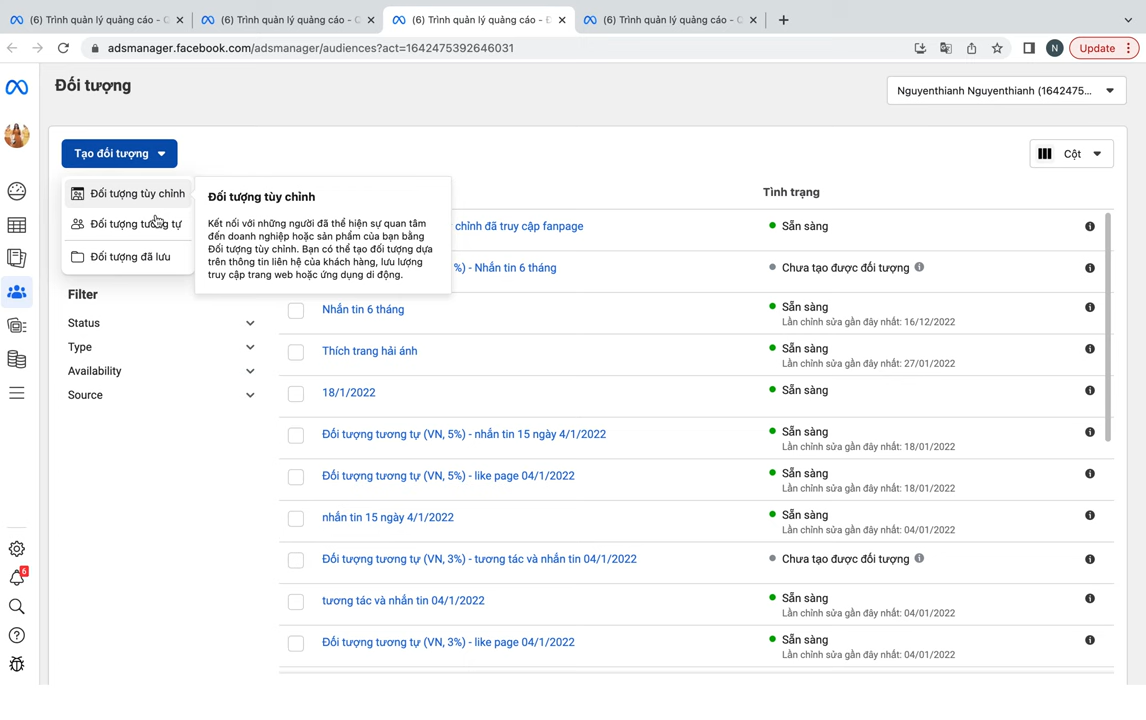 (6) Trình quản lý quảng cáo - C
(6) Trình quản lý quảng cáo - C
(6) Trình quản lý quảng cáo - Đ
(6) Trình quản lý quảng cáo - C
adsmanager.facebook.com/adsmanager/audiences?act=1642475392646031
N
Update
Đối tượng
Nguyenthianh Nguyenthianh (1642475...
Tạo đối tượng
Cột
Đối tượng tùy chỉnh
Đối tượng tương tự
Đối tượng đã lưu
Đối tượng tùy chỉnh
Kết nối với những người đã thể hiện sự quan tâm
đến doanh nghiệp hoặc sản phẩm của bạn bằng
Đối tượng tùy chỉnh. Bạn có thể tạo đối tượng dựa
trên thông tin liên hệ của khách hàng, lưu lượng
truy cập trang web hoặc ứng dụng di động.
Filter
Status
Type
Availability
Source
Tình trạng
chỉnh đã truy cập fanpage
Sẵn sàng
%) - Nhắn tin 6 tháng
Chưa tạo được đối tượng
Nhắn tin 6 tháng
Sẵn sàng
Lần chỉnh sửa gần đây nhất: 16/12/2022
Thích trang hải ánh
Sẵn sàng
Lần chỉnh sửa gần đây nhất: 27/01/2022
18/1/2022
Sẵn sàng
Đối tượng tương tự (VN, 5%) - nhắn tin 15 ngày 4/1/2022
Sẵn sàng
Lần chỉnh sửa gần đây nhất: 18/01/2022
Đối tượng tương tự (VN, 5%) - like page 04/1/2022
Sẵn sàng
Lần chỉnh sửa gần đây nhất: 18/01/2022
nhắn tin 15 ngày 4/1/2022
Sẵn sàng
Lần chỉnh sửa gần đây nhất: 04/01/2022
Đối tượng tương tự (VN, 3%) - tương tác và nhắn tin 04/1/2022
Chưa tạo được đối tượng
tương tác và nhắn tin 04/1/2022
Sẵn sàng
Lần chỉnh sửa gần đây nhất: 04/01/2022
Đối tượng tương tự (VN, 3%) - like page 04/1/2022
Sẵn sàng
Lần chỉnh sửa gần đây nhất: 04/01/2022
6